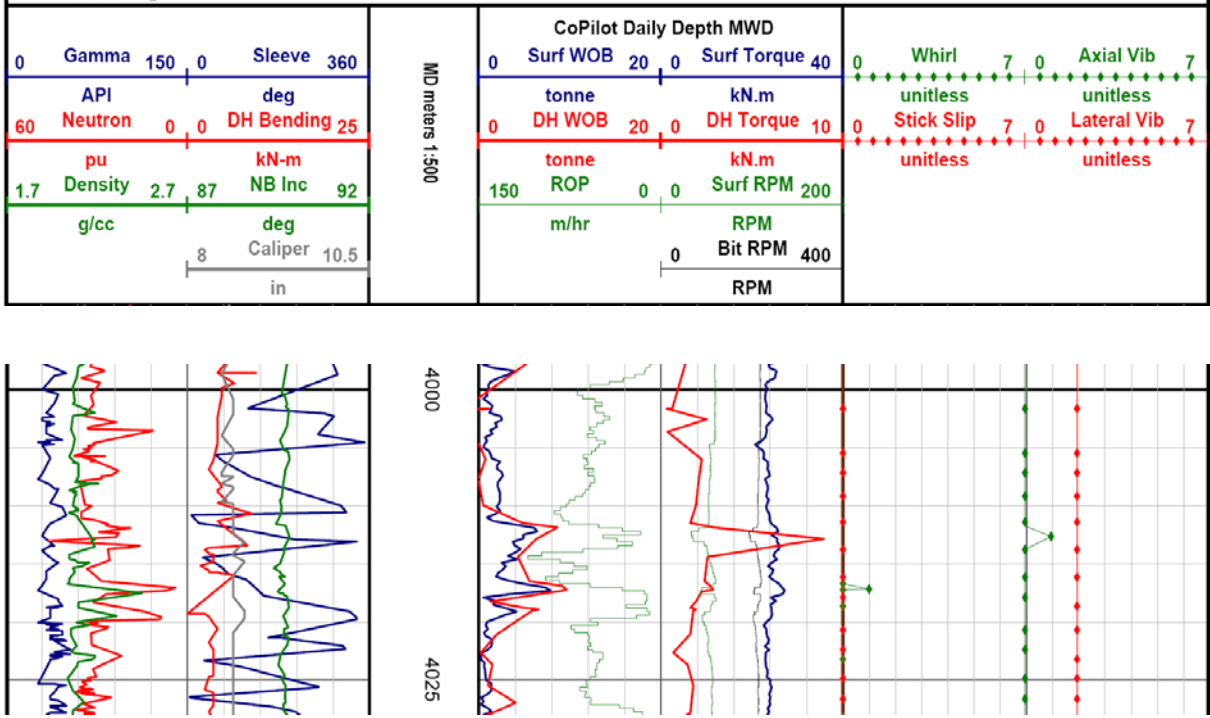 CoPilot Daily Depth MWD
0 Gamma 150 0 Sleeve 360
API deg
60 Neutron 0 0 DH Bending 25
pu kN-m
1.7 Density 2.7 87 NB Inc 92
g/cc deg
8 Caliper 10.5
in
MD meters 1:500
0 Surf WOB 20 0 Surf Torque 40
tonne kN.m
0 DH WOB 20 0 DH Torque 10
tonne kN.m
150 ROP 0 0 Surf RPM 200
m/hr RPM
0 Bit RPM 400
RPM
0 Whirl 7 0 Axial Vib 7
unitless unitless
0 Stick Slip 7 0 Lateral Vib 7
unitless unitless
4000
4025